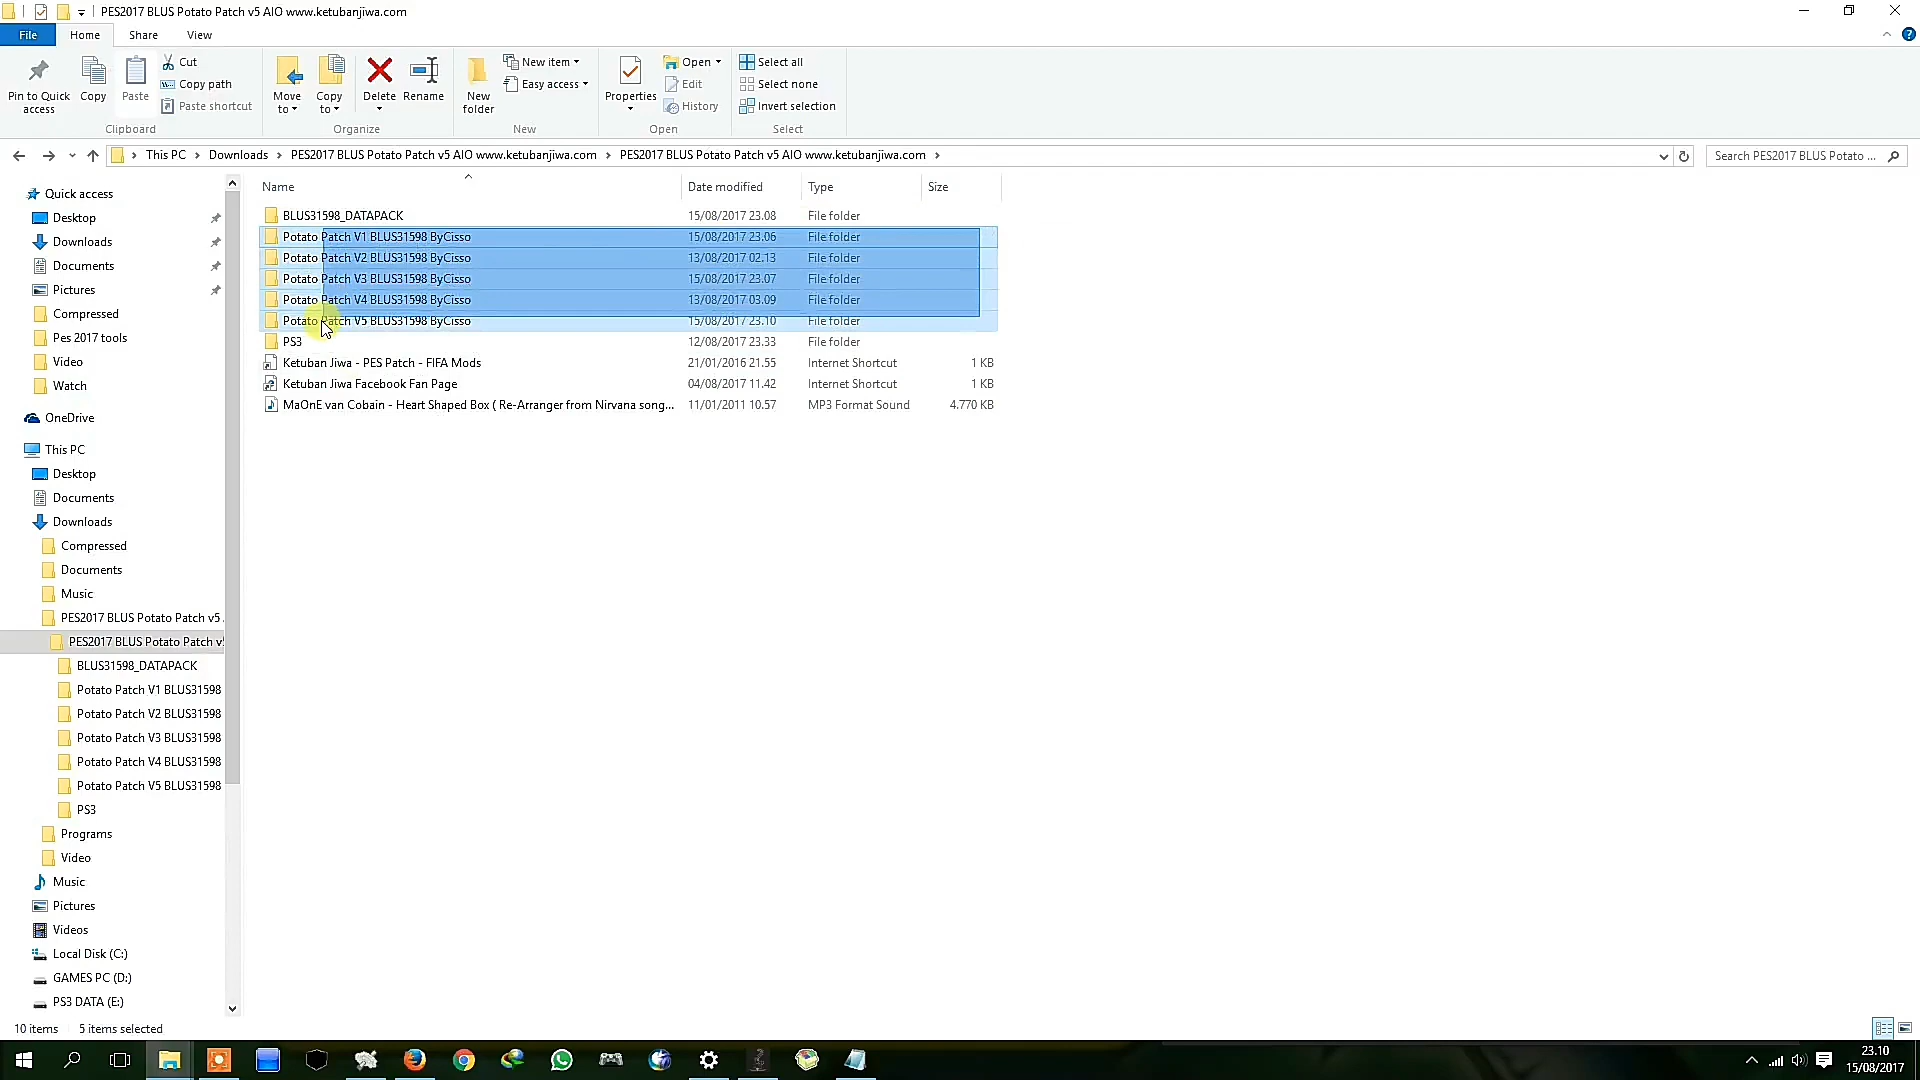 PES2017 BLUS Potato Patch v5 AIO www.ketubanjiwa.com
File Home Share View
Pin to Quick access
Copy
Paste
Cut
Copy path
Paste shortcut
Clipboard
Move to
Copy to
Delete
Rename
Organize
New folder
New item
Easy access
New
Properties
Open
Edit
History
Open
Select all
Select none
Invert selection
Select
This PC Downloads PES2017 BLUS Potato Patch v5 AIO www.ketubanjiwa.com PES2017 BLUS Potato Patch v5 AIO www.ketubanjiwa.com
Search PES2017 BLUS Potato ...
Quick access
Desktop
Downloads
Documents
Pictures
Compressed
Pes 2017 tools
Video
Watch
OneDrive
This PC
Desktop
Documents
Downloads
Compressed
Documents
Music
PES2017 BLUS Potato Patch v5
PES2017 BLUS Potato Patch v
BLUS31598_DATAPACK
Potato Patch V1 BLUS31598
Potato Patch V2 BLUS31598
Potato Patch V3 BLUS31598
Potato Patch V4 BLUS31598
Potato Patch V5 BLUS31598
PS3
Programs
Video
Music
Pictures
Videos
Local Disk (C:)
GAMES PC (D:)
PS3 DATA (E:)
Name Date modified Type Size
BLUS31598_DATAPACK 15/08/2017 23.08 File folder
Potato Patch V1 BLUS31598 ByCisso 15/08/2017 23.06 File folder
Potato Patch V2 BLUS31598 ByCisso 13/08/2017 02.13 File folder
Potato Patch V3 BLUS31598 ByCisso 15/08/2017 23.07 File folder
Potato Patch V4 BLUS31598 ByCisso 13/08/2017 03.09 File folder
Potato Patch V5 BLUS31598 ByCisso 15/08/2017 23.10 File folder
PS3 12/08/2017 23.33 File folder
Ketuban Jiwa - PES Patch - FIFA Mods 21/01/2016 21.55 Internet Shortcut 1 KB
Ketuban Jiwa Facebook Fan Page 04/08/2017 11.42 Internet Shortcut 1 KB
MaOnE van Cobain - Heart Shaped Box ( Re-Arranger from Nirvana song... 11/01/2011 10.57 MP3 Format Sound 4.770 KB
10 items 5 items selected
23.10
15/08/2017